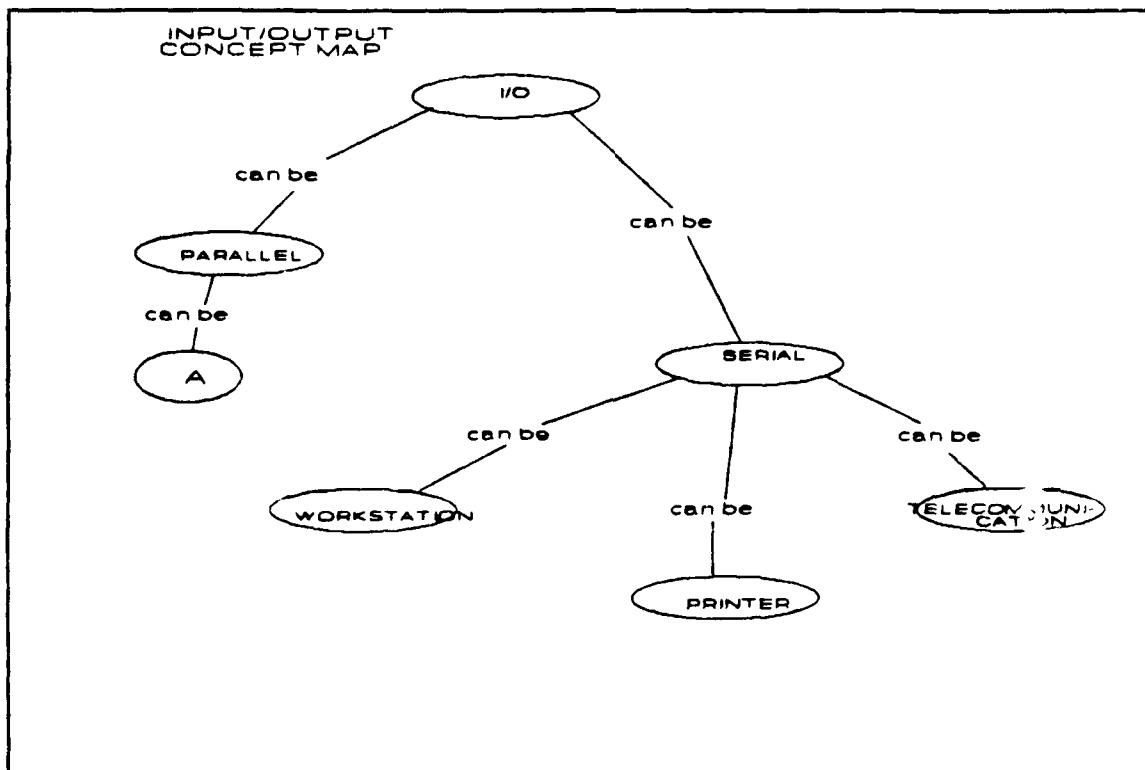 INPUT/OUTPUT
CONCEPT MAP
I/O
can be
can be
PARALLEL
can be
SERIAL
A
can be
can be
WORKSTATION
can be
PRINTER